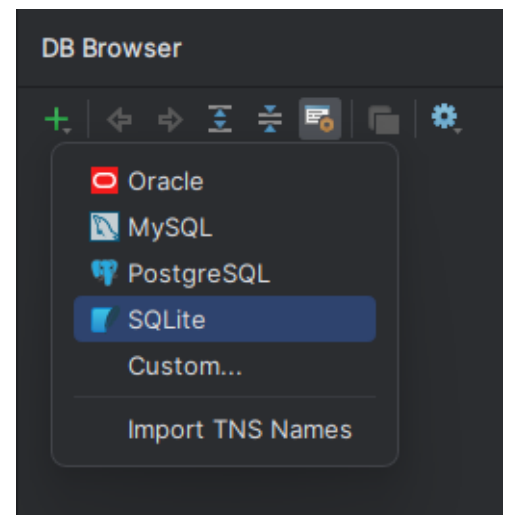 DB Browser
Oracle
MySQL
PostgreSQL
SQLite
Custom...
Import TNS Names